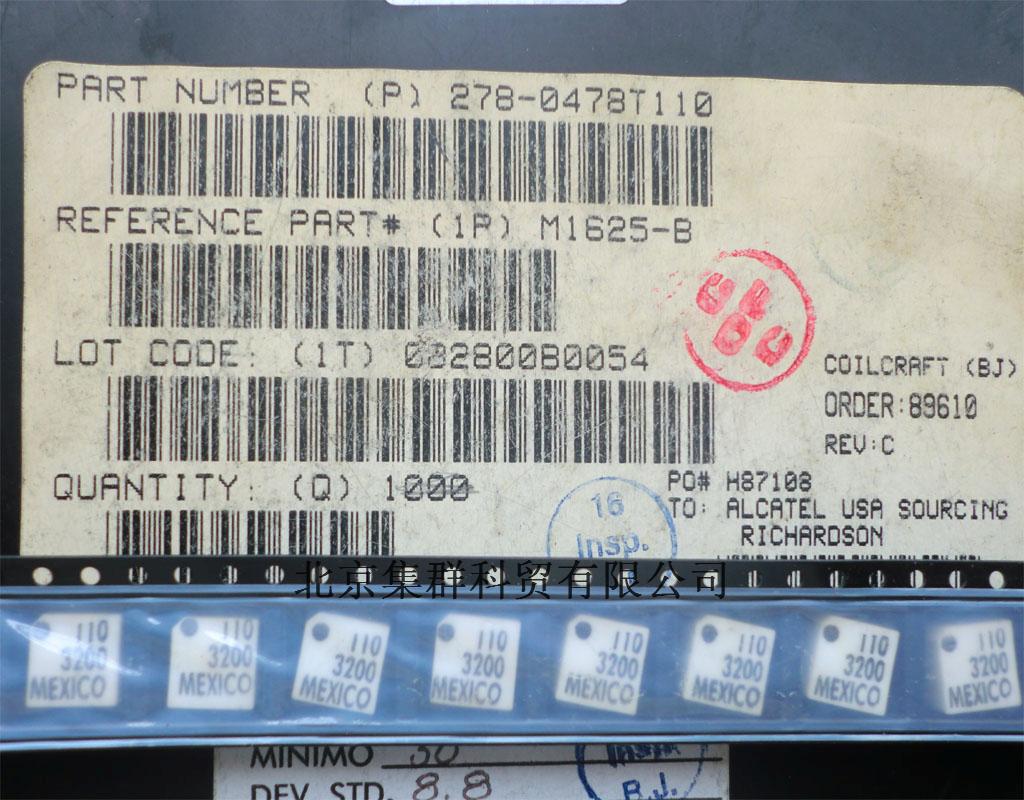 PART NUMBER (P) 278-0478T110
REFERENCE PART# (1P) M1625-B
LOT CODE: (1T) 032800B0054
COILCRAFT (BJ)
ORDER:89610
REV:C
QUANTITY: (Q) 1000
PO# H87108
TO: ALCATEL USA SOURCING
RICHARDSON
16
Insp.
北京集群科贸有限公司
110
3200
MEXICO
110
3200
MEXICO
110
3200
MEXICO
110
3200
MEXICO
110
3200
MEXICO
110
3200
MEXICO
110
3200
MEXICO
110
3200
MEXICO
MINIMO 50
Insp.
DEV STD. 8.8
B.J.